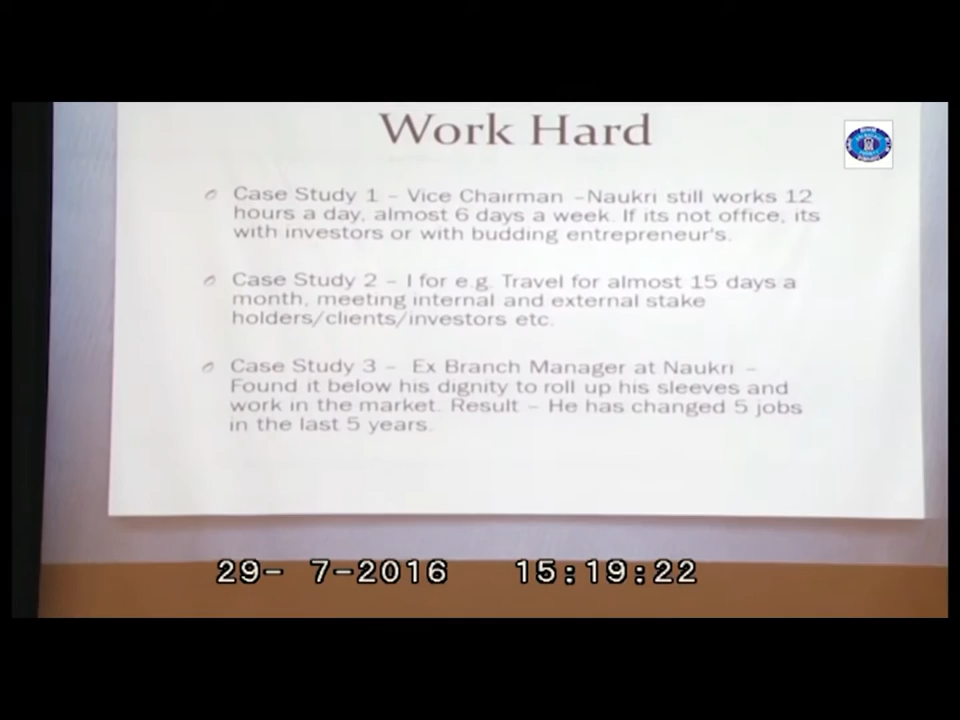 Work Hard
Case Study 1 – Vice Chairman –Naukri still works 12
hours a day, almost 6 days a week. If its not office, its
with investors or with budding entrepreneur's.
Case Study 2 – I for e.g. Travel for almost 15 days a
month, meeting internal and external stake
holders/clients/investors etc.
Case Study 3 – Ex Branch Manager at Naukri –
Found it below his dignity to roll up his sleeves and
work in the market. Result – He has changed 5 jobs
in the last 5 years.
29- 7-2016 15:19:22